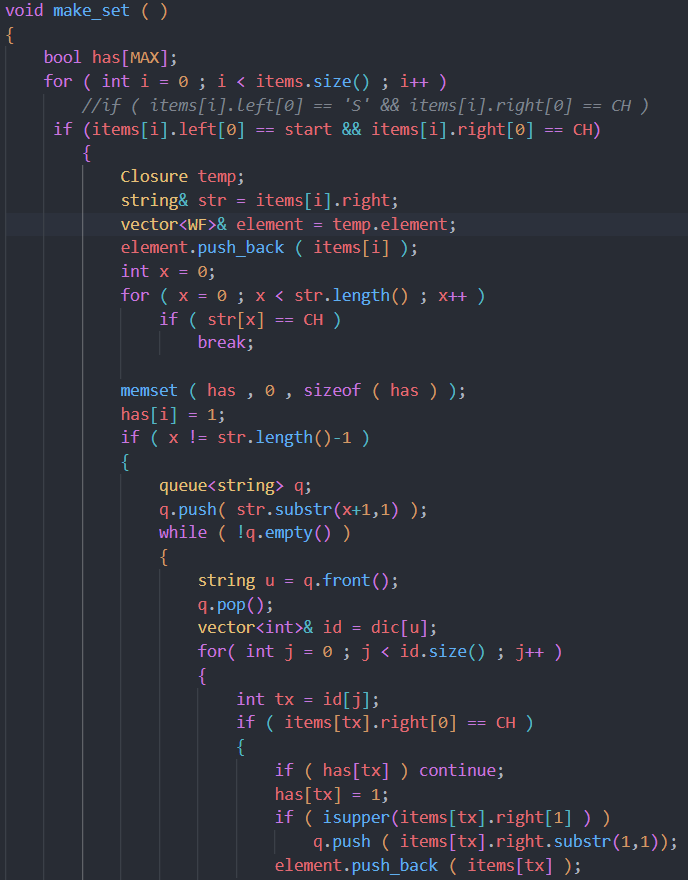 void make_set ( )
{
    bool has[MAX];
    for ( int i = 0 ; i < items.size() ; i++ )
        //if ( items[i].left[0] == 'S' && items[i].right[0] == CH )
     if (items[i].left[0] == start && items[i].right[0] == CH)
        {
            Closure temp;
            string& str = items[i].right;
            vector<WF>& element = temp.element;
            element.push_back ( items[i] );
            int x = 0;
            for ( x = 0 ; x < str.length() ; x++ )
                if ( str[x] == CH )
                    break;

            memset ( has , 0 , sizeof ( has ) );
            has[i] = 1;
            if ( x != str.length()-1 )
            {
                queue<string> q;
                q.push( str.substr(x+1,1) );
                while ( !q.empty() )
                {
                    string u = q.front();
                    q.pop();
                    vector<int>& id = dic[u];
                    for( int j = 0 ; j < id.size() ; j++ )
                    {
                        int tx = id[j];
                        if ( items[tx].right[0] == CH )
                        {
                            if ( has[tx] ) continue;
                            has[tx] = 1;
                            if ( isupper(items[tx].right[1] ) )
                                q.push ( items[tx].right.substr(1,1));
                            element.push_back ( items[tx] );